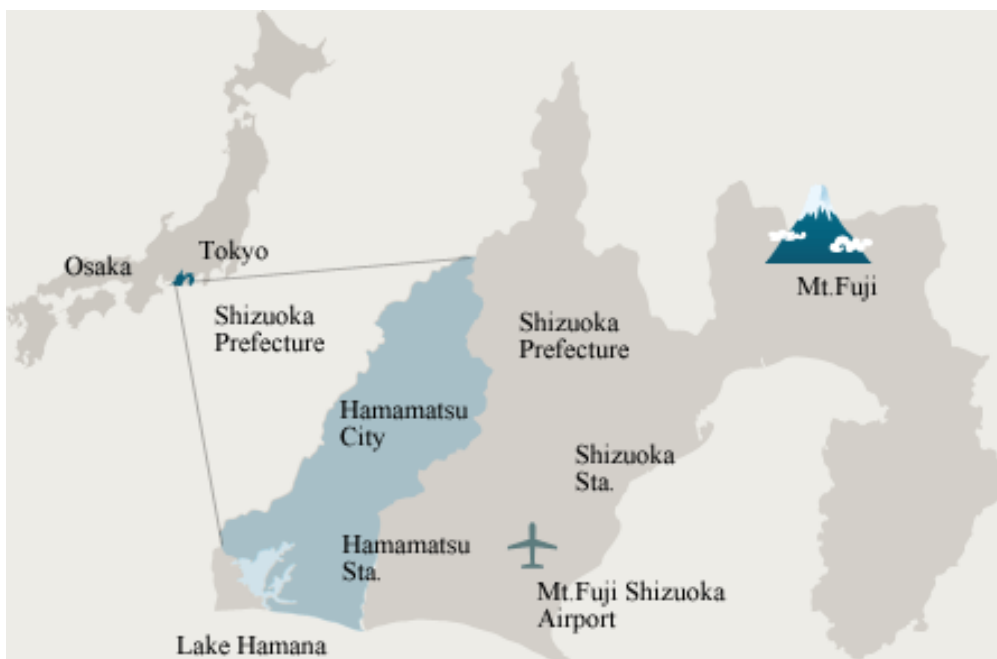 Tokyo
Osaka
Mt.Fuji
Shizuoka
Prefecture
Shizuoka
Prefecture
Hamamatsu
City
Shizuoka
Sta.
Hamamatsu
Sta.
Mt.Fuji Shizuoka
Airport
Lake Hamana